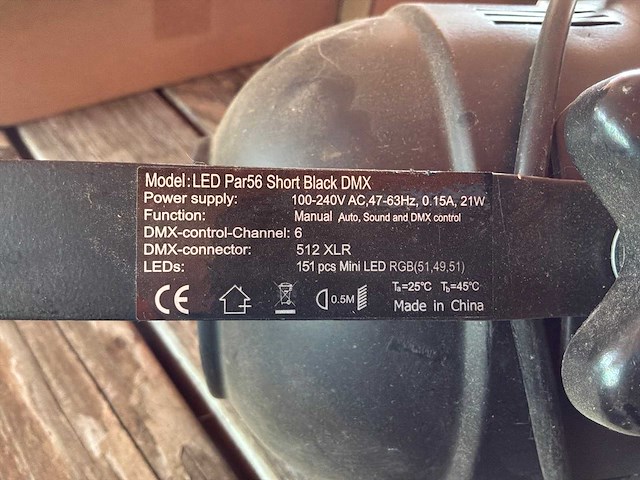 Model: LED Par56 Short Black DMX
Power supply: 100-240V AC,47-63Hz, 0.15A, 21W
Function: Manual Auto, Sound and DMX control
DMX-control-Channel: 6
DMX-connector: 512 XLR
LEDs: 151 pcs Mini LED RGB(51,49,51)
CE 0.5M Ta=25°C Tb=45°C
Made in China